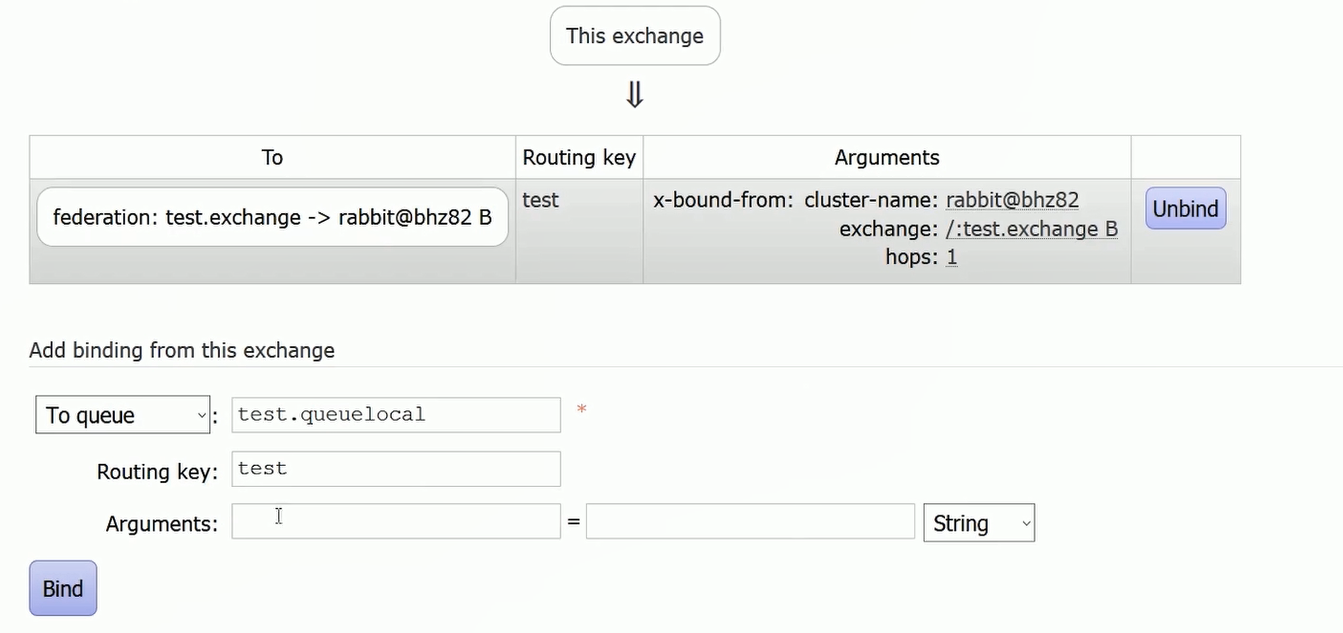 This exchange
⇓
To Routing key Arguments
federation: test.exchange -> rabbit@bhz82 B test x-bound-from: cluster-name: rabbit@bhz82 Unbind
exchange: /:test.exchange B
hops: 1
Add binding from this exchange
To queue : test.queuelocal *
Routing key: test
Arguments: = String
Bind